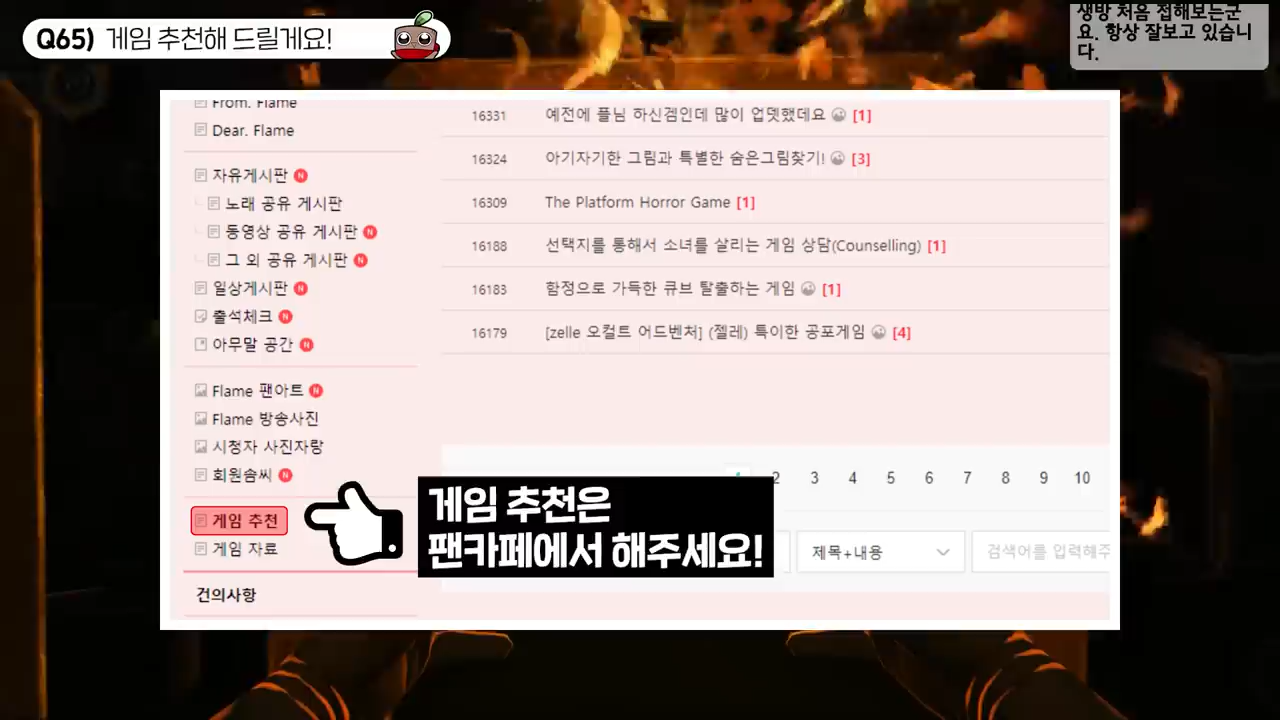 Q65) 게임 추천해 드릴게요!
생방 처음 접해보는군
요. 항상 잘보고 있습니
다.
From. Flame
Dear. Flame
자유게시판 N
노래 공유 게시판
동영상 공유 게시판 N
그 외 공유 게시판 N
일상게시판 N
출석체크 N
아무말 공간 N
Flame 팬아트 N
Flame 방송사진
시청자 사진자랑
회원솜씨 N
게임 추천
게임 자료
건의사항
16331 예전에 플님 하신겜인데 많이 업뎃했데요 [1]
16324 아기자기한 그림과 특별한 숨은그림찾기! [3]
16309 The Platform Horror Game [1]
16188 선택지를 통해서 소녀를 살리는 게임 상담(Counselling) [1]
16183 함정으로 가득한 큐브 탈출하는 게임 [1]
16179 [zelle 오컬트 어드벤처] (젤레) 특이한 공포게임 [4]
1 2 3 4 5 6 7 8 9 10
게임 추천은
팬카페에서 해주세요!
제목+내용 검색어를 입력해주